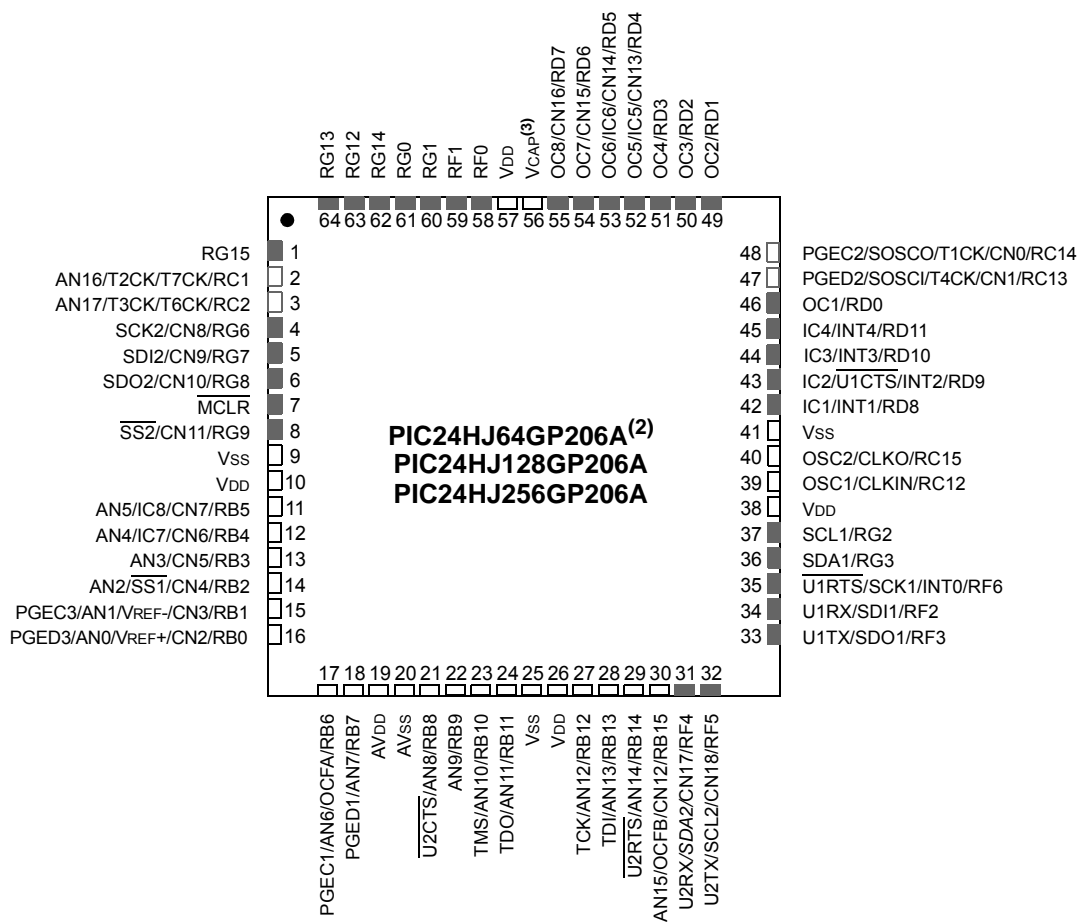 RG13
RG12
RG14
RG0
RG1
RF1
RF0
VDD
VCAP(3)
OC8/CN16/RD7
OC7/CN15/RD6
OC6/IC6/CN14/RD5
OC5/IC5/CN13/RD4
OC4/RD3
OC3/RD2
OC2/RD1
64 63 62 61 60 59 58 57 56 55 54 53 52 51 50 49
RG15 1
AN16/T2CK/T7CK/RC1 2
AN17/T3CK/T6CK/RC2 3
SCK2/CN8/RG6 4
SDI2/CN9/RG7 5
SDO2/CN10/RG8 6
MCLR 7
SS2/CN11/RG9 8
VSS 9
VDD 10
AN5/IC8/CN7/RB5 11
AN4/IC7/CN6/RB4 12
AN3/CN5/RB3 13
AN2/SS1/CN4/RB2 14
PGEC3/AN1/VREF-/CN3/RB1 15
PGED3/AN0/VREF+/CN2/RB0 16
PIC24HJ64GP206A(2)
PIC24HJ128GP206A
PIC24HJ256GP206A
48 PGEC2/SOSCO/T1CK/CN0/RC14
47 PGED2/SOSCI/T4CK/CN1/RC13
46 OC1/RD0
45 IC4/INT4/RD11
44 IC3/INT3/RD10
43 IC2/U1CTS/INT2/RD9
42 IC1/INT1/RD8
41 VSS
40 OSC2/CLKO/RC15
39 OSC1/CLKIN/RC12
38 VDD
37 SCL1/RG2
36 SDA1/RG3
35 U1RTS/SCK1/INT0/RF6
34 U1RX/SDI1/RF2
33 U1TX/SDO1/RF3
17 18 19 20 21 22 23 24 25 26 27 28 29 30 31 32
PGEC1/AN6/OCFA/RB6
PGED1/AN7/RB7
AVDD
AVSS
U2CTS/AN8/RB8
AN9/RB9
TMS/AN10/RB10
TDO/AN11/RB11
VSS
VDD
TCK/AN12/RB12
TDI/AN13/RB13
U2RTS/AN14/RB14
AN15/OCFB/CN12/RB15
U2RX/SDA2/CN17/RF4
U2TX/SCL2/CN18/RF5